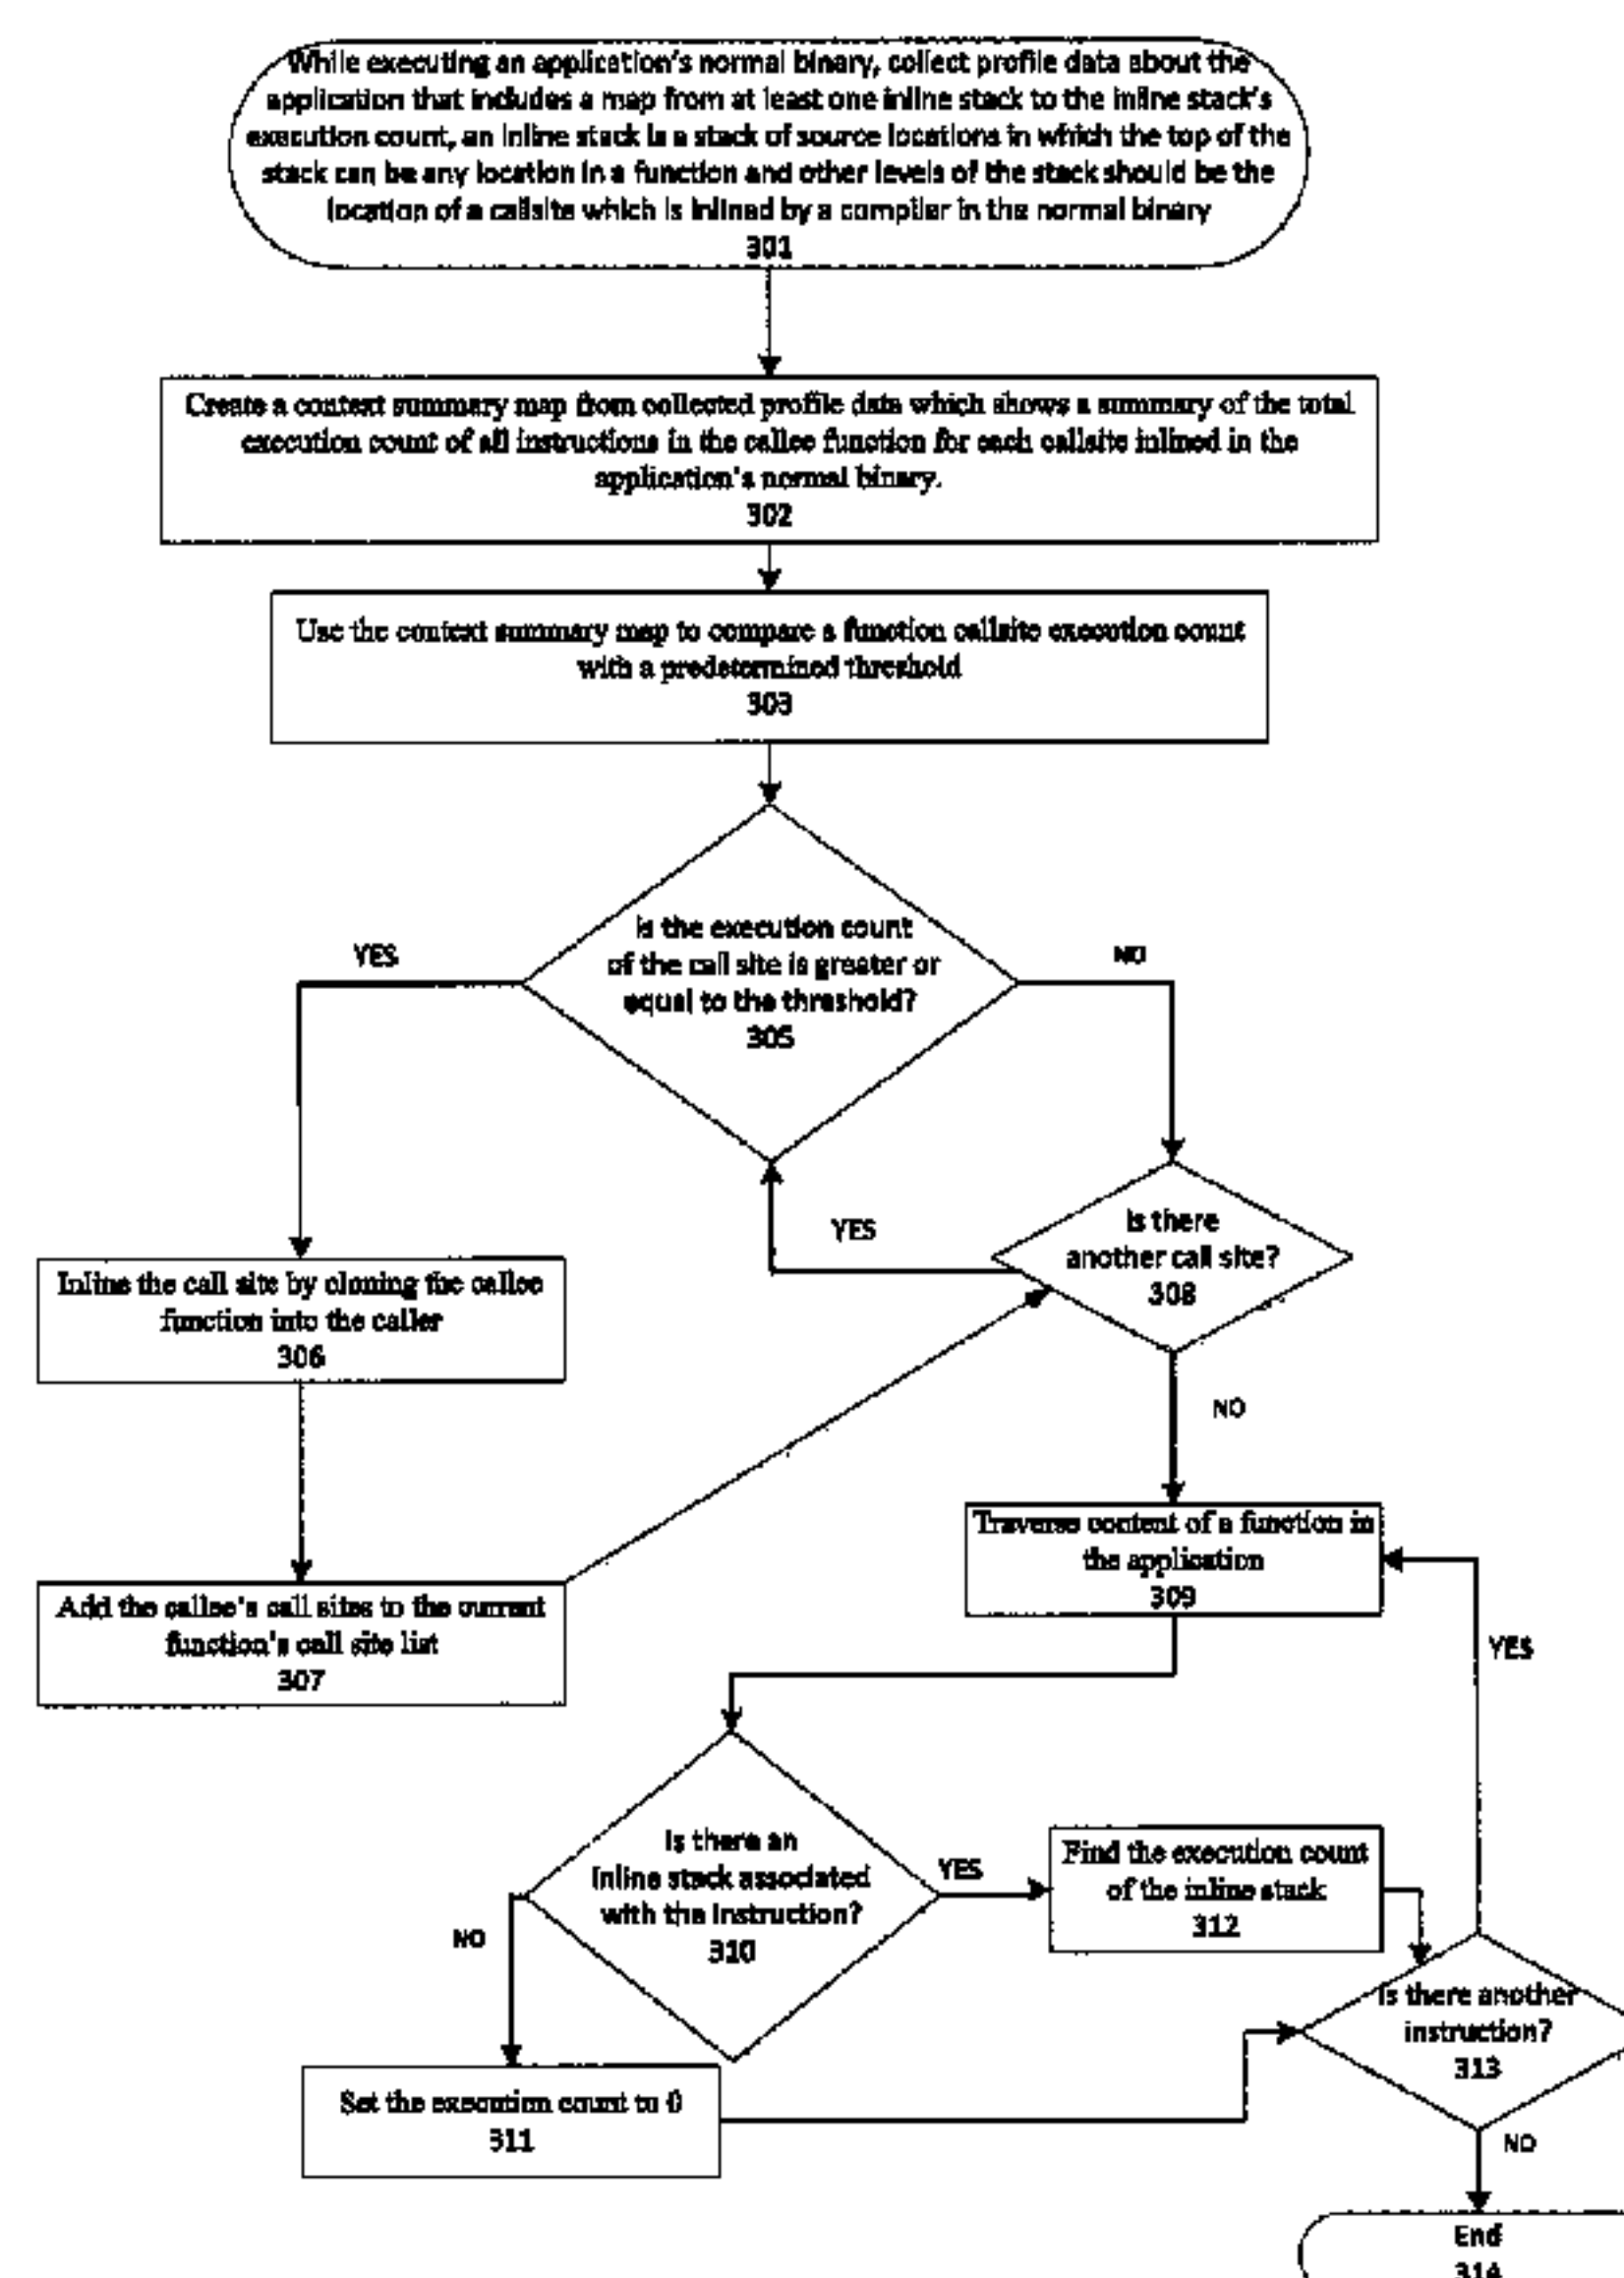 While executing an application's normal binary, collect profile data about the
application that includes a map from at least one inline stack to the inline stack's
execution count, an inline stack is a stack of source locations in which the top of the
stack can be any location in a function and other levels of the stack should be the
location of a callsite which is inlined by a compiler in the normal binary
301
Create a context summary map from collected profile data which shows a summary of the total
execution count of all instructions in the callee function for each callsite inlined in the
application's normal binary.
302
Use the context summary map to compare a function callsite execution count
with a predetermined threshold
303
Is the execution count
of the call site is greater or
equal to the threshold?
305
YES
NO
Is there
another call site?
308
YES
Inline the call site by cloning the callee
function into the caller
306
NO
Traverse content of a function in
the application
309
Add the callee's call sites to the current
function's call site list
307
YES
Is there an
inline stack associated
with the instruction?
310
YES
Find the execution count
of the inline stack
312
NO
Is there another
instruction?
313
Set the execution count to 0
311
NO
End
314